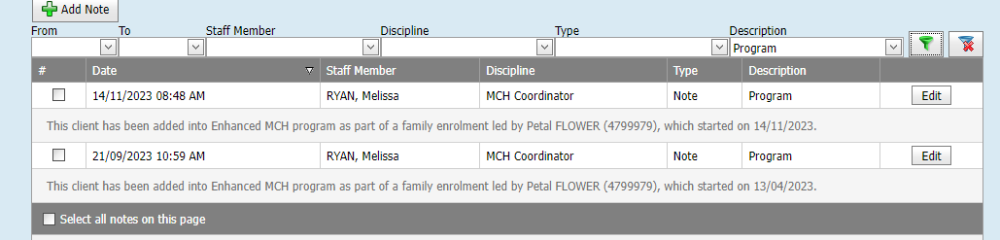 Add Note
From To Staff Member Discipline Type Description
Program
# Date Staff Member Discipline Type Description
14/11/2023 08:48 AM RYAN, Melissa MCH Coordinator Note Program Edit
This client has been added into Enhanced MCH program as part of a family enrolment led by Petal FLOWER (4799979), which started on 14/11/2023.
21/09/2023 10:59 AM RYAN, Melissa MCH Coordinator Note Program Edit
This client has been added into Enhanced MCH program as part of a family enrolment led by Petal FLOWER (4799979), which started on 13/04/2023.
Select all notes on this page